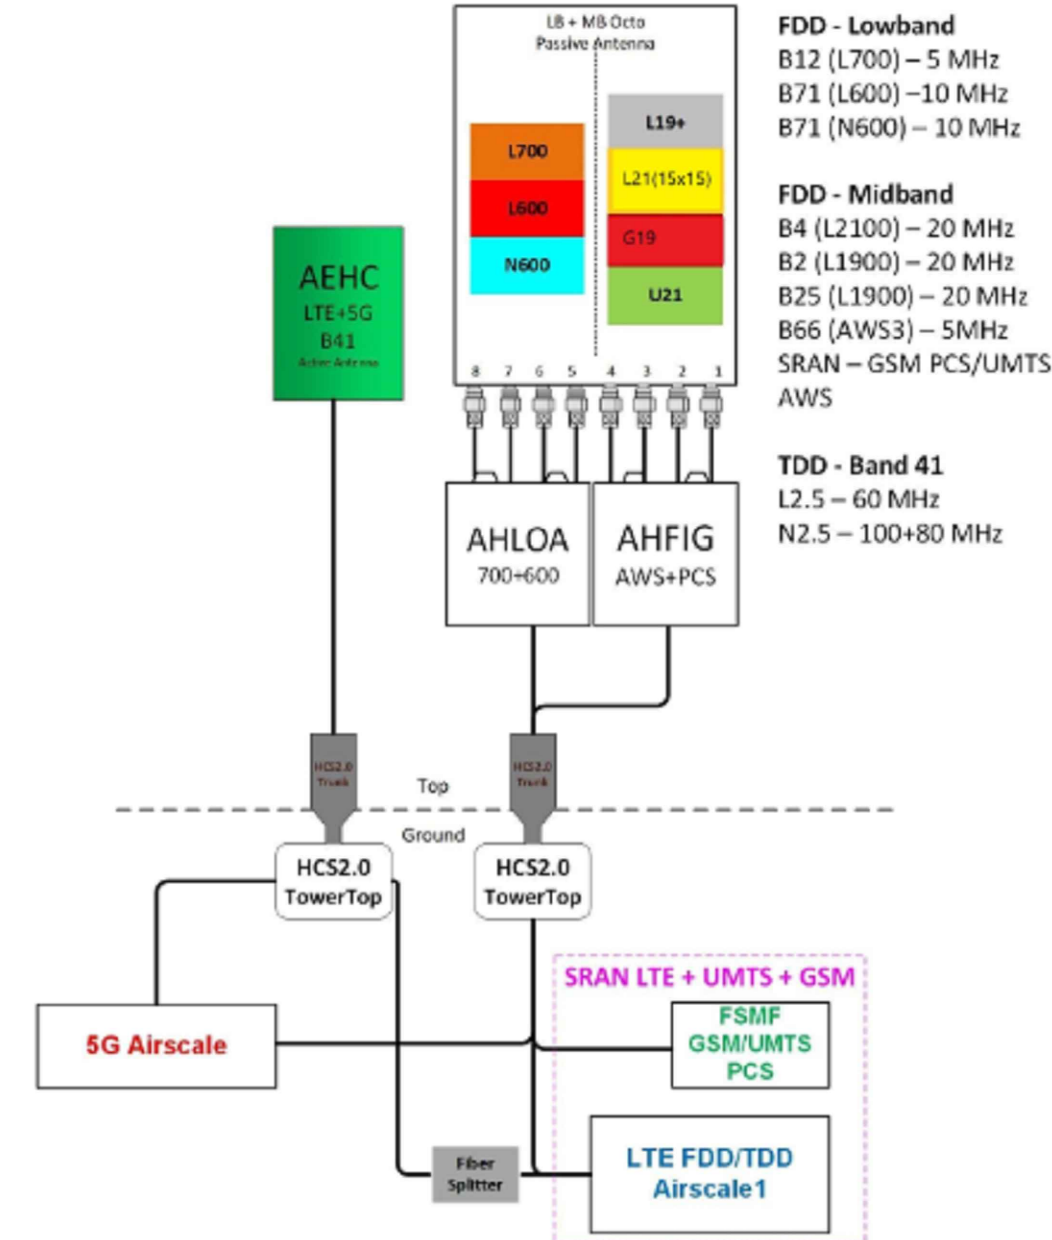 LB + MB Octo
Passive Antenna
L700
L600
N600
L19+
L21(15x15)
G19
U21
8 7 6 5 4 3 2 1
AEHC
LTE+5G
B41
Active Antenna
AHLOA
700+600
AHFIG
AWS+PCS
FDD - Lowband
B12 (L700) – 5 MHz
B71 (L600) –10 MHz
B71 (N600) – 10 MHz
FDD - Midband
B4 (L2100) – 20 MHz
B2 (L1900) – 20 MHz
B25 (L1900) – 20 MHz
B66 (AWS3) – 5MHz
SRAN – GSM PCS/UMTS
AWS
TDD - Band 41
L2.5 – 60 MHz
N2.5 – 100+80 MHz
HCS2.0
Trunk
HCS2.0
Trunk
Top
Ground
HCS2.0
TowerTop
HCS2.0
TowerTop
SRAN LTE + UMTS + GSM
5G Airscale
FSMF
GSM/UMTS
PCS
Fiber
Splitter
LTE FDD/TDD
Airscale1